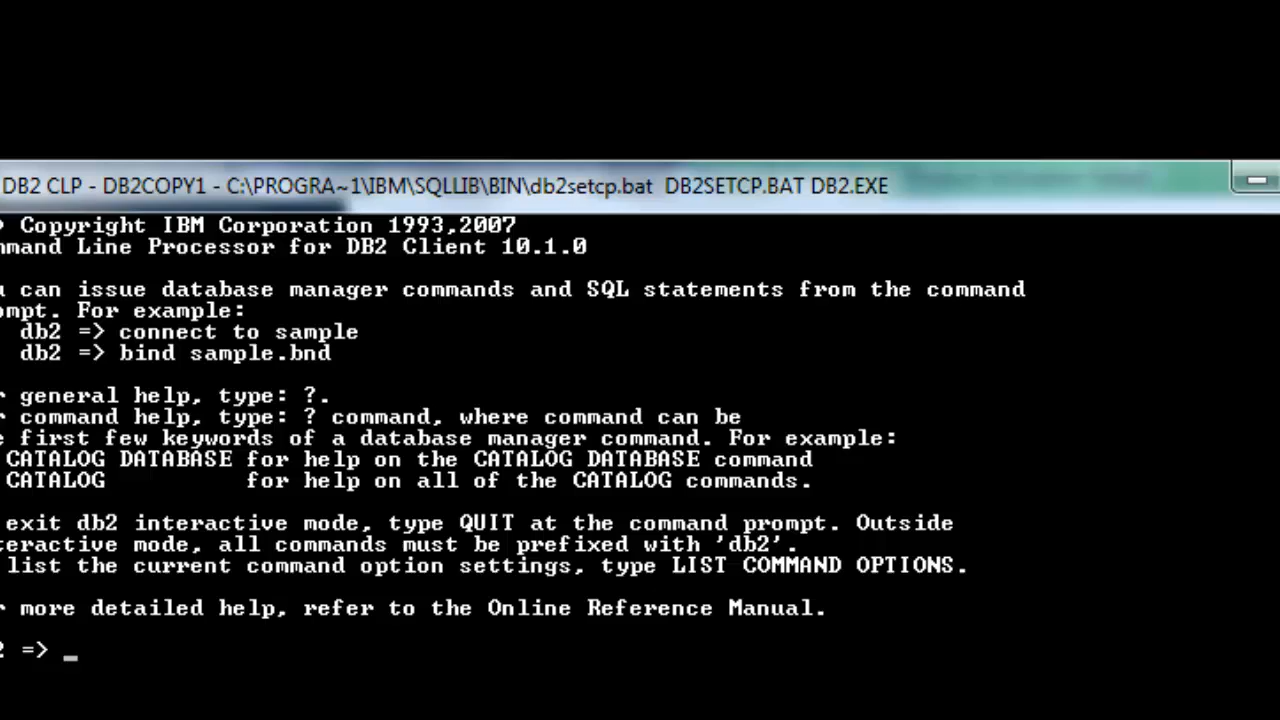 DB2 CLP - DB2COPY1 - C:\PROGRA~1\IBM\SQLLIB\BIN\db2setcp.bat  DB2SETCP.BAT DB2.EXE
Copyright IBM Corporation 1993,2007
mmand Line Processor for DB2 Client 10.1.0
u can issue database manager commands and SQL statements from the command
ompt. For example:
db2 => connect to sample
db2 => bind sample.bnd
r general help, type: ?.
r command help, type: ? command, where command can be
e first few keywords of a database manager command. For example:
CATALOG DATABASE for help on the CATALOG DATABASE command
CATALOG          for help on all of the CATALOG commands.
exit db2 interactive mode, type QUIT at the command prompt. Outside
teractive mode, all commands must be prefixed with 'db2'.
list the current command option settings, type LIST COMMAND OPTIONS.
r more detailed help, refer to the Online Reference Manual.
2 => _